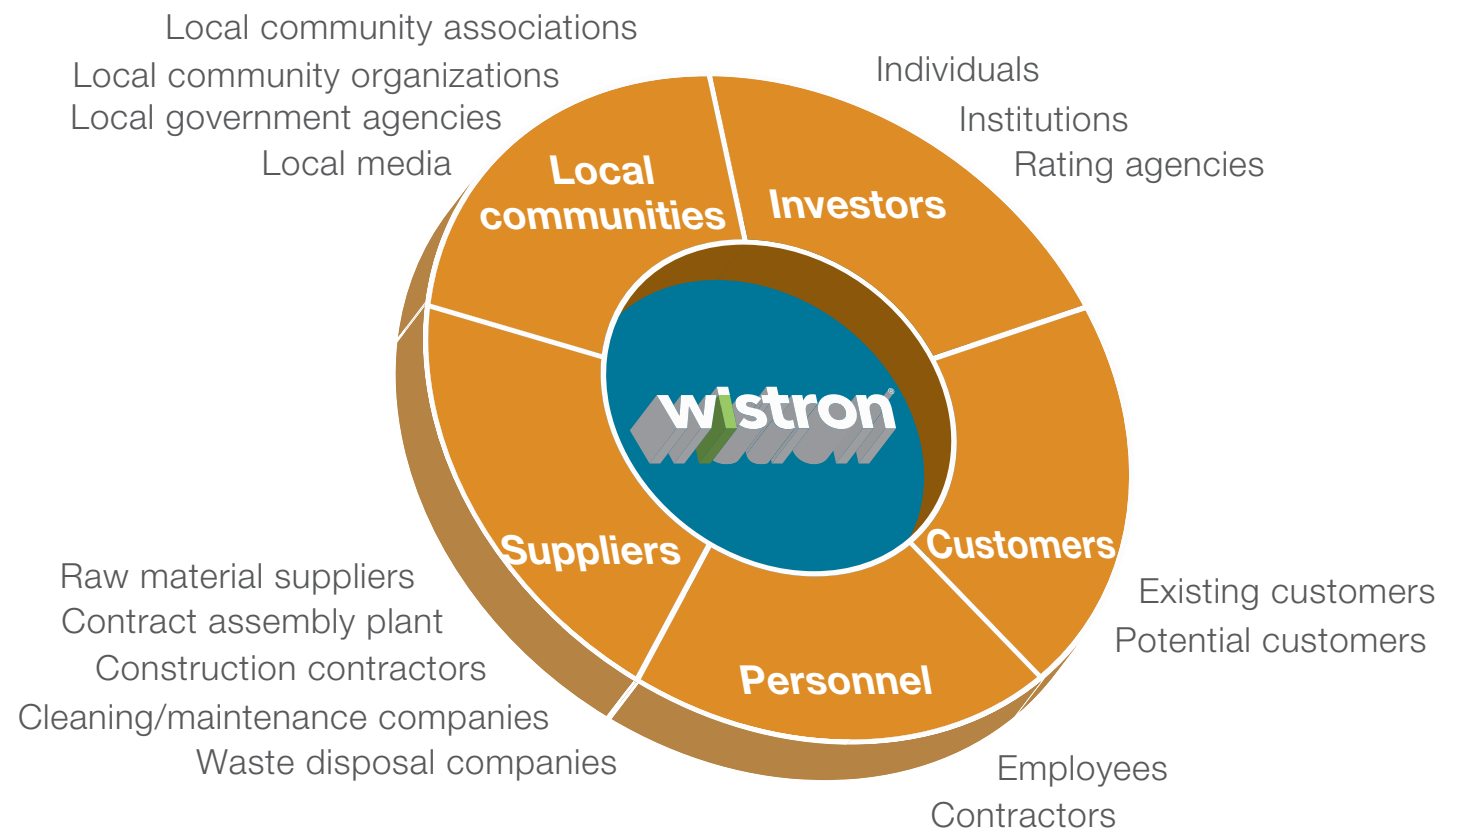 Local community associations
Local community organizations
Local government agencies
Local media
Individuals
Institutions
Rating agencies
Local
communities
Investors
wistron®
Suppliers
Customers
Personnel
Raw material suppliers
Contract assembly plant
Construction contractors
Cleaning/maintenance companies
Waste disposal companies
Existing customers
Potential customers
Employees
Contractors